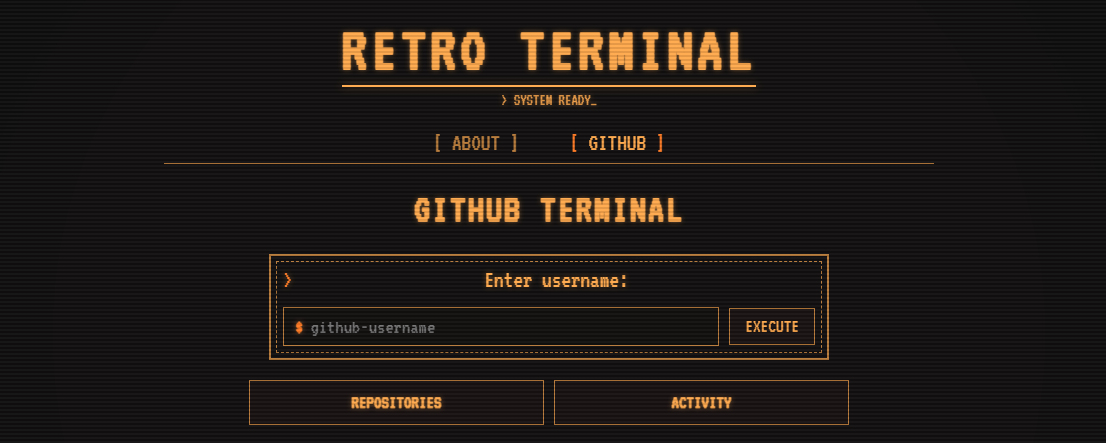 RETRO TERMINAL
> SYSTEM READY_
[ ABOUT ] [ GITHUB ]
GITHUB TERMINAL
> Enter username:
$ github-username EXECUTE
REPOSITORIES ACTIVITY